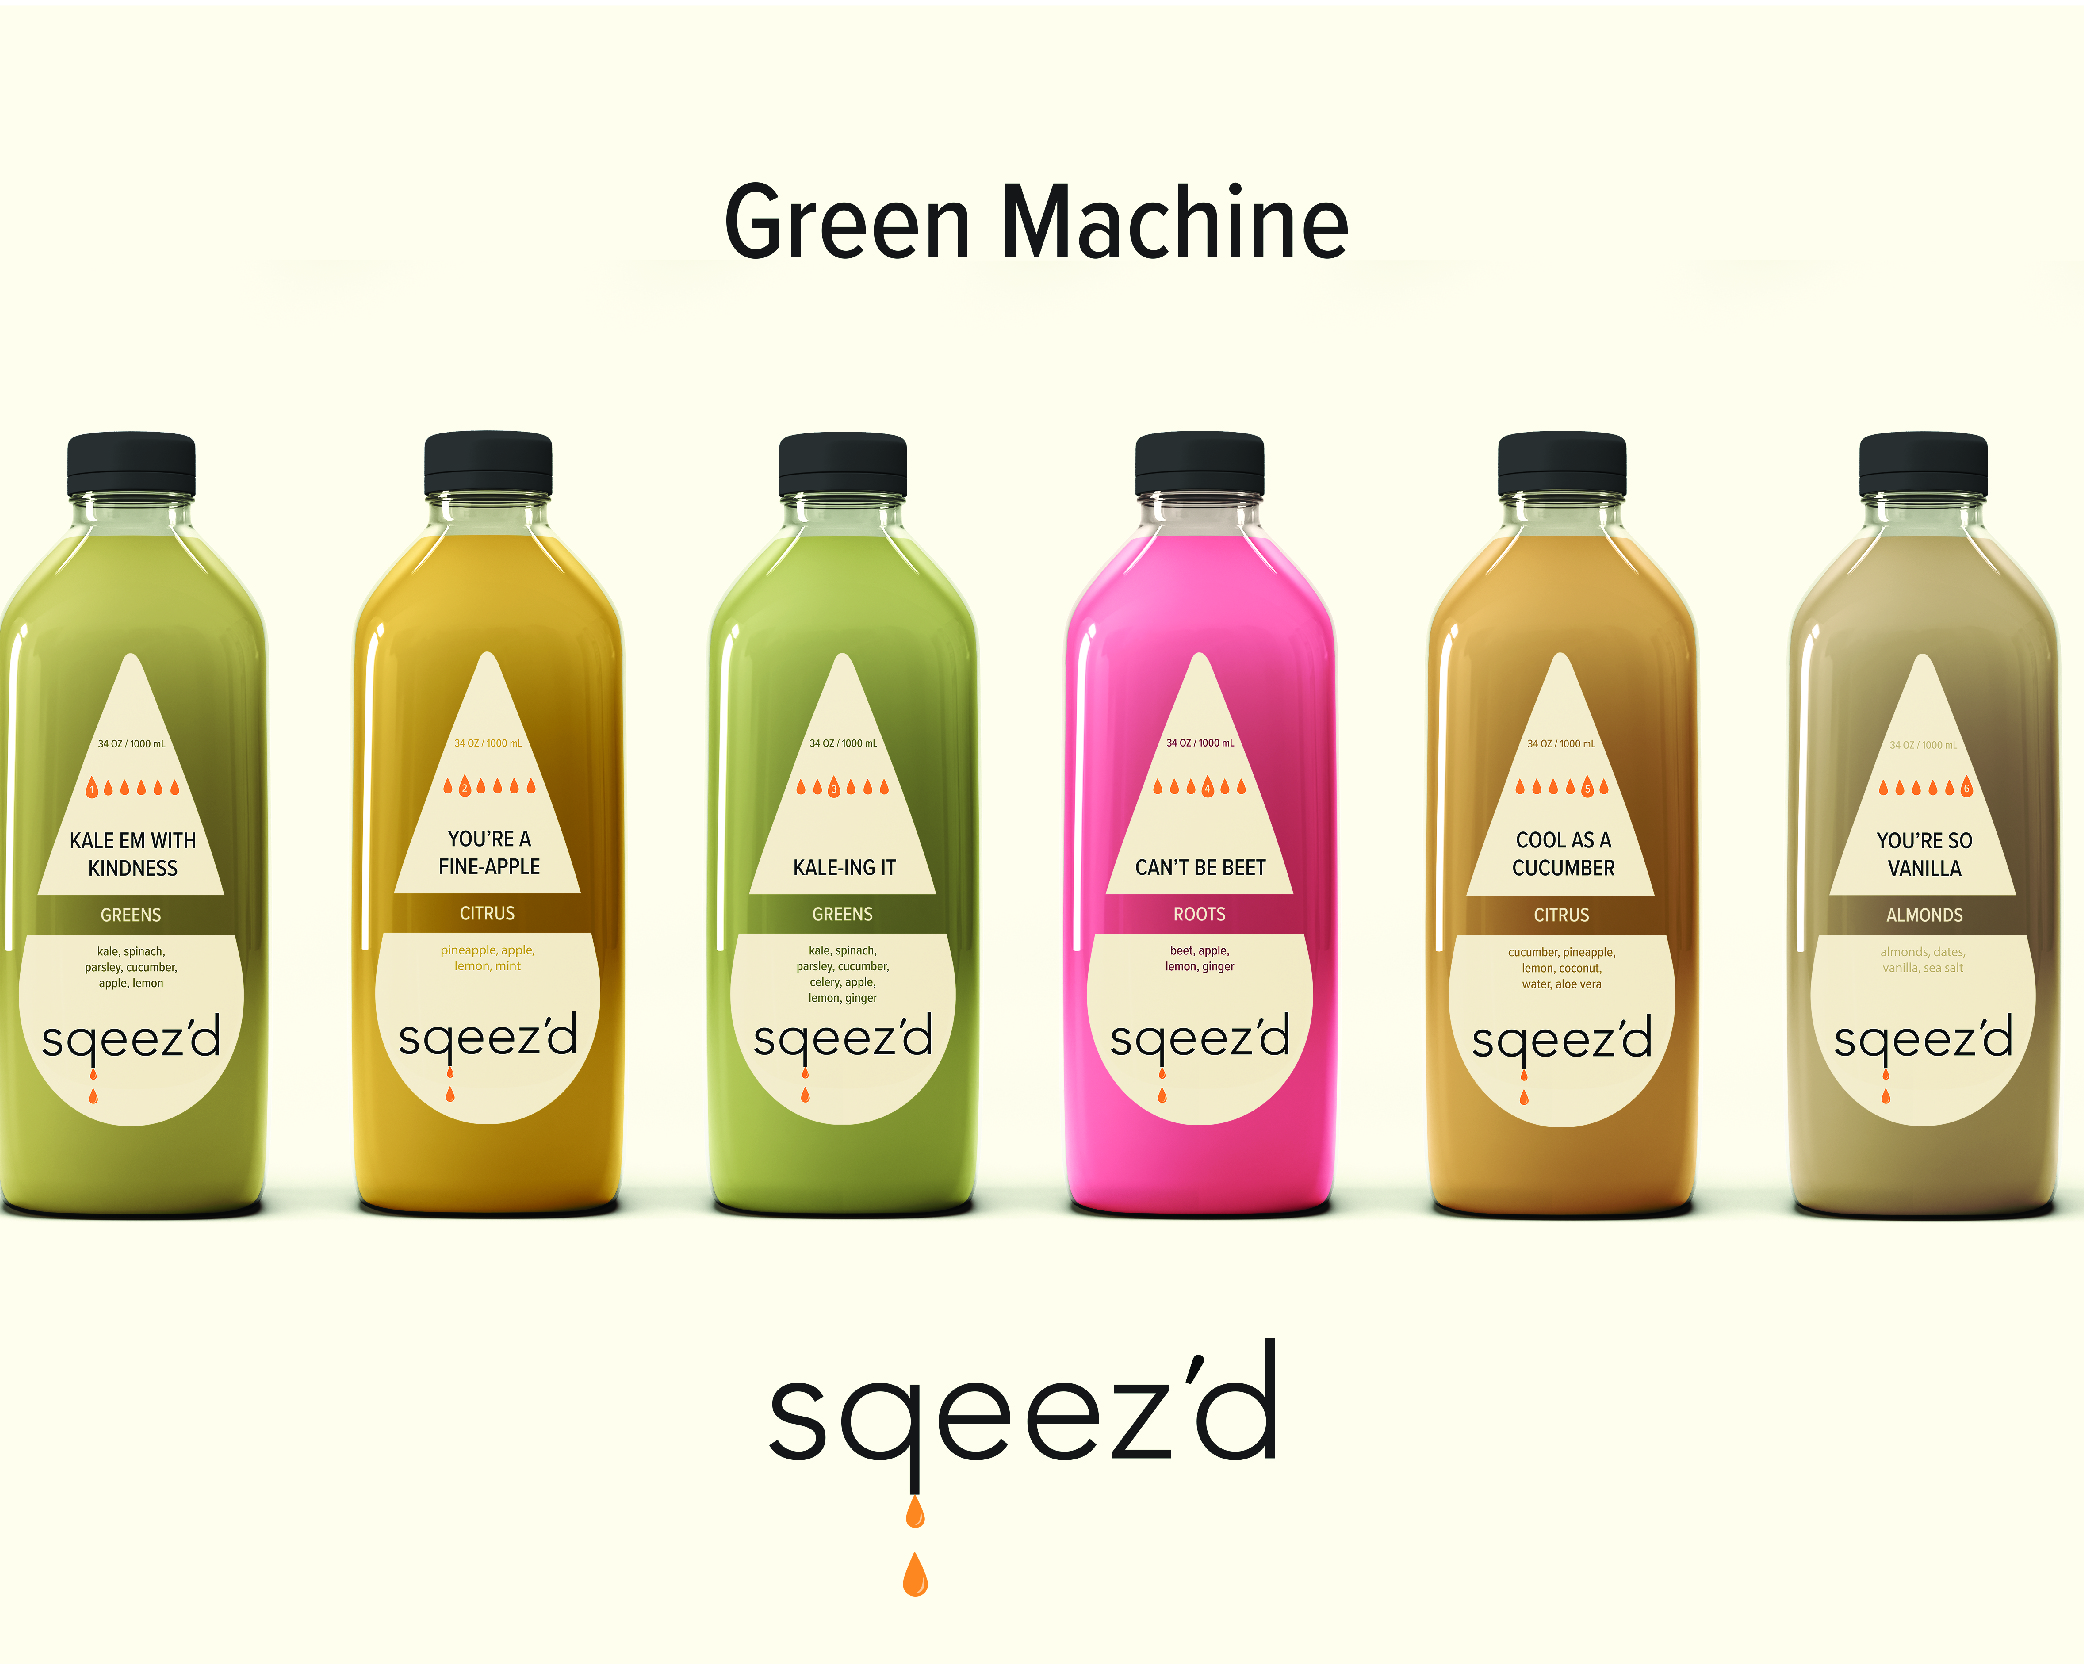 Green Machine
34 OZ / 1000 mL
1
KALE EM WITH
KINDNESS
GREENS
kale, spinach,
parsley, cucumber,
apple, lemon
sqeez'd
34 OZ / 1000 mL
2
YOU'RE A
FINE-APPLE
CITRUS
pineapple, apple,
lemon, mint
sqeez'd
34 OZ / 1000 mL
3
KALE-ING IT
GREENS
kale, spinach,
parsley, cucumber,
celery, apple,
lemon, ginger
sqeez'd
34 OZ / 1000 mL
4
CAN'T BE BEET
ROOTS
beet, apple,
lemon, ginger
sqeez'd
34 OZ / 1000 mL
5
COOL AS A
CUCUMBER
CITRUS
cucumber, pineapple,
lemon, coconut,
water, aloe vera
sqeez'd
34 OZ / 1000 mL
6
YOU'RE SO
VANILLA
ALMONDS
almonds, dates,
vanilla, sea salt
sqeez'd
sqeez'd